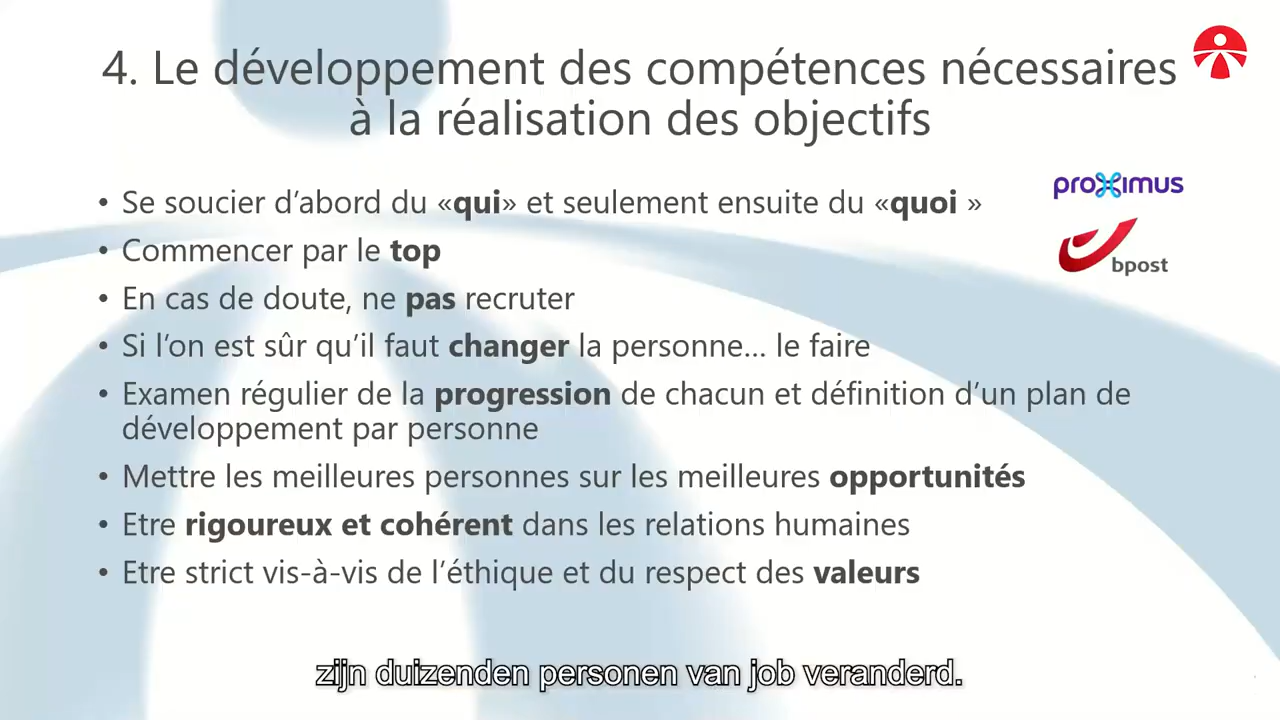 4. Le développement des compétences nécessaires
à la réalisation des objectifs
proximus
bpost
• Se soucier d’abord du «qui» et seulement ensuite du «quoi »
• Commencer par le top
• En cas de doute, ne pas recruter
• Si l’on est sûr qu’il faut changer la personne... le faire
• Examen régulier de la progression de chacun et définition d’un plan de
développement par personne
• Mettre les meilleures personnes sur les meilleures opportunités
• Etre rigoureux et cohérent dans les relations humaines
• Etre strict vis-à-vis de l’éthique et du respect des valeurs
zijn duizenden personen van job veranderd.